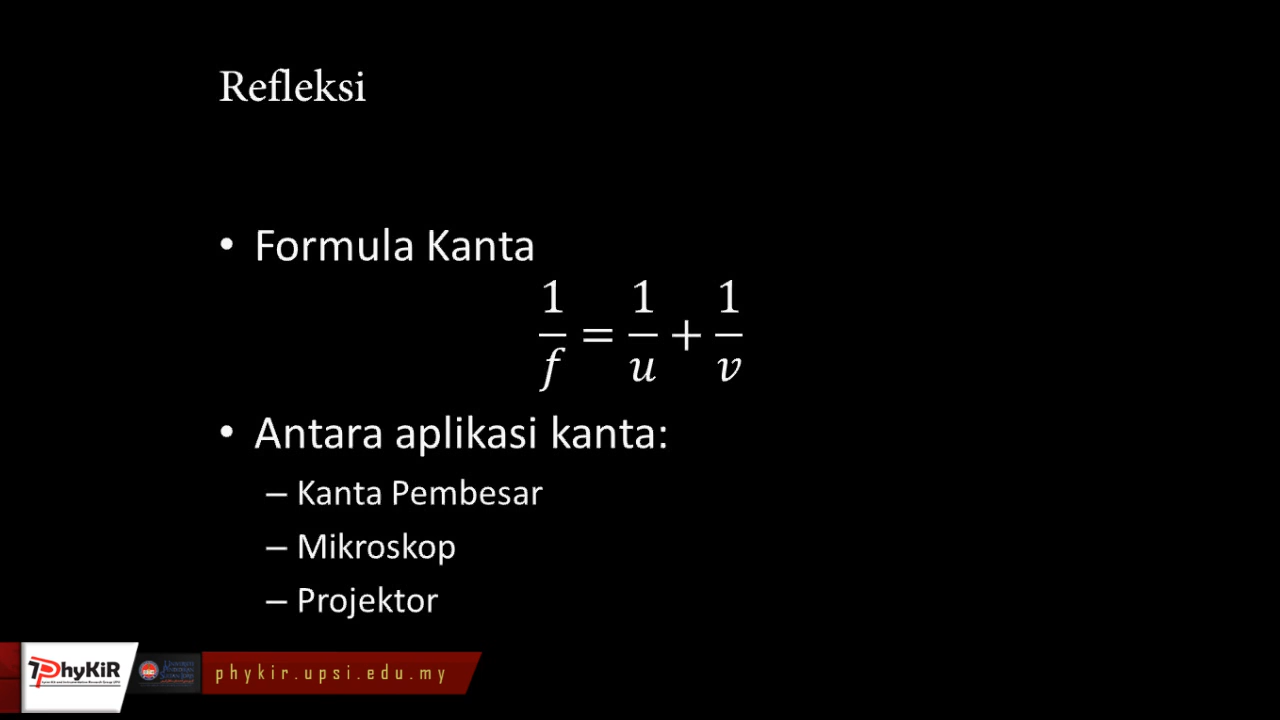 Refleksi
• Formula Kanta
1/f = 1/u + 1/v
• Antara aplikasi kanta:
– Kanta Pembesar
– Mikroskop
– Projektor
PhyKiR
phykir.upsi.edu.my